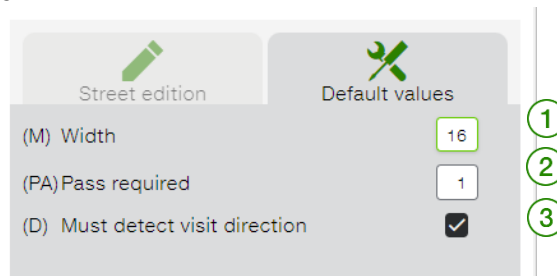 Street edition Default values
(M) Width 16 1
(PA) Pass required 1 2
(D) Must detect visit direction 3